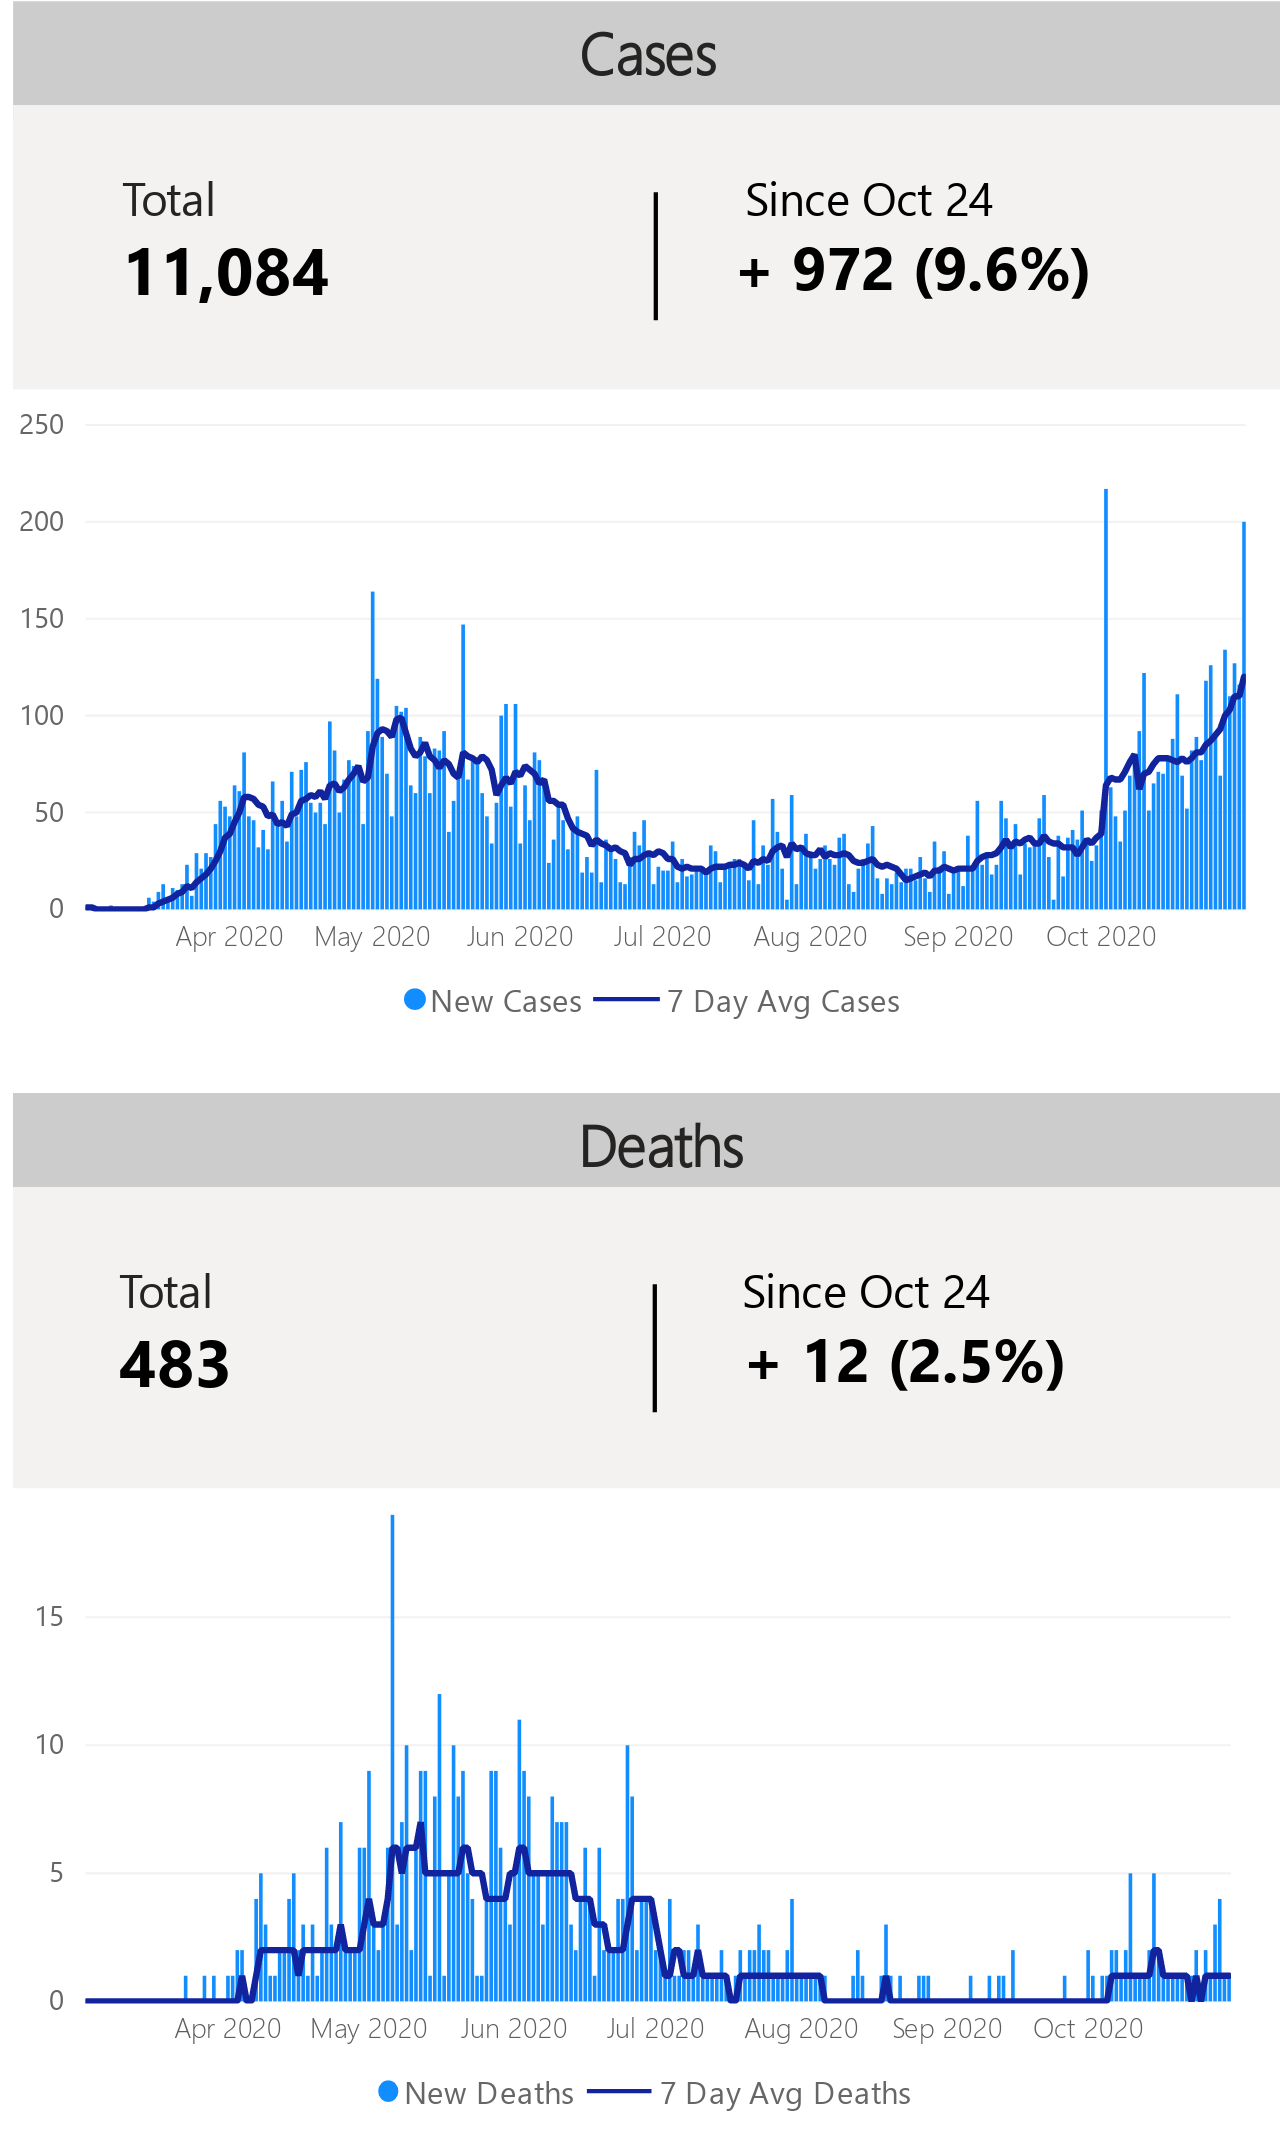 Cases
Total
Since Oct 24
11,084
+ 972 (9.6%)
250
200
150
100
50
0
Apr 2020 May 2020 Jun 2020 Jul 2020 Aug 2020 Sep 2020 Oct 2020
New Cases 7 Day Avg Cases
Deaths
Total
Since Oct 24
483
+ 12 (2.5%)
15
10
5
0
Apr 2020 May 2020 Jun 2020 Jul 2020 Aug 2020 Sep 2020 Oct 2020
New Deaths 7 Day Avg Deaths